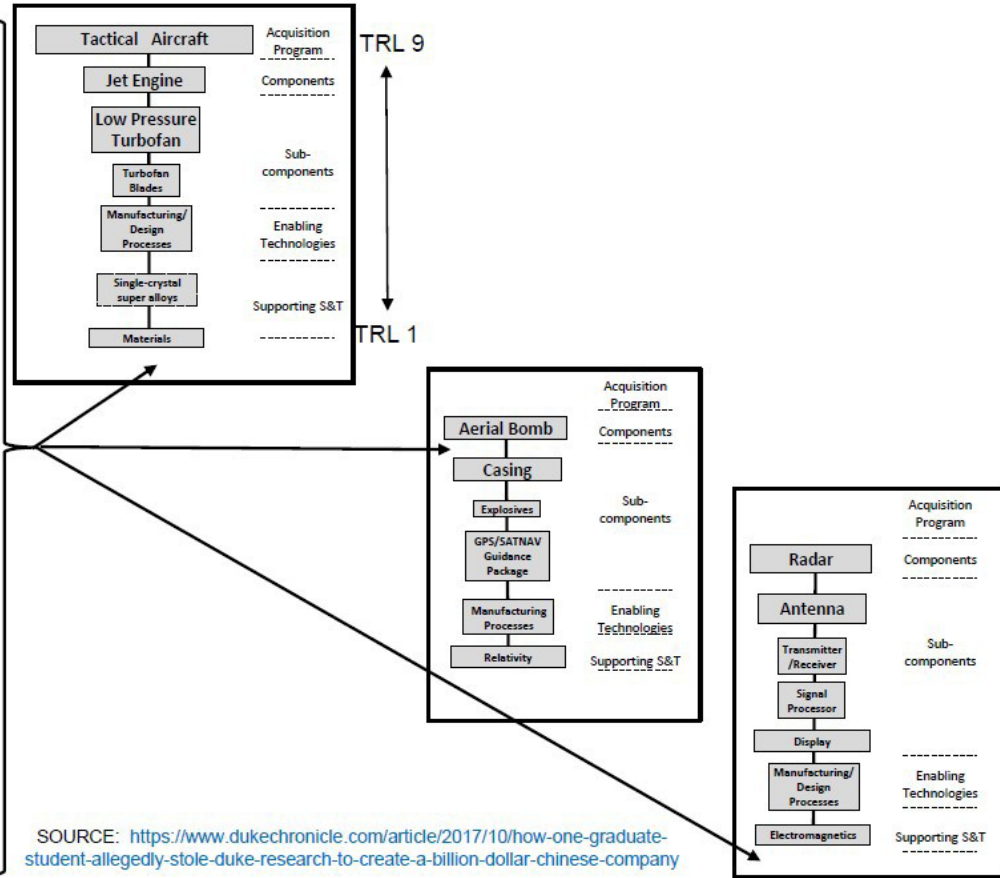 Tactical Aircraft
Jet Engine
Low Pressure
Turbofan
Turbofan
Blades
Manufacturing/
Design
Processes
Single-crystal
super alloys
Materials
Acquisition
Program
Components
Sub-
components
Enabling
Technologies
Supporting S&T
TRL 9
TRL 1
Aerial Bomb
Casing
Explosives
GPS/SATNAV
Guidance
Package
Manufacturing
Processes
Relativity
Acquisition
Program
Components
Sub-
components
Enabling
Technologies
Supporting S&T
Radar
Antenna
Transmitter
/Receiver
Signal
Processor
Display
Manufacturing/
Design
Processes
Electromagnetics
Acquisition
Program
Components
Sub-
components
Enabling
Technologies
Supporting S&T
SOURCE: https://www.dukechronicle.com/article/2017/10/how-one-graduate-
student-allegedly-stole-duke-research-to-create-a-billion-dollar-chinese-company